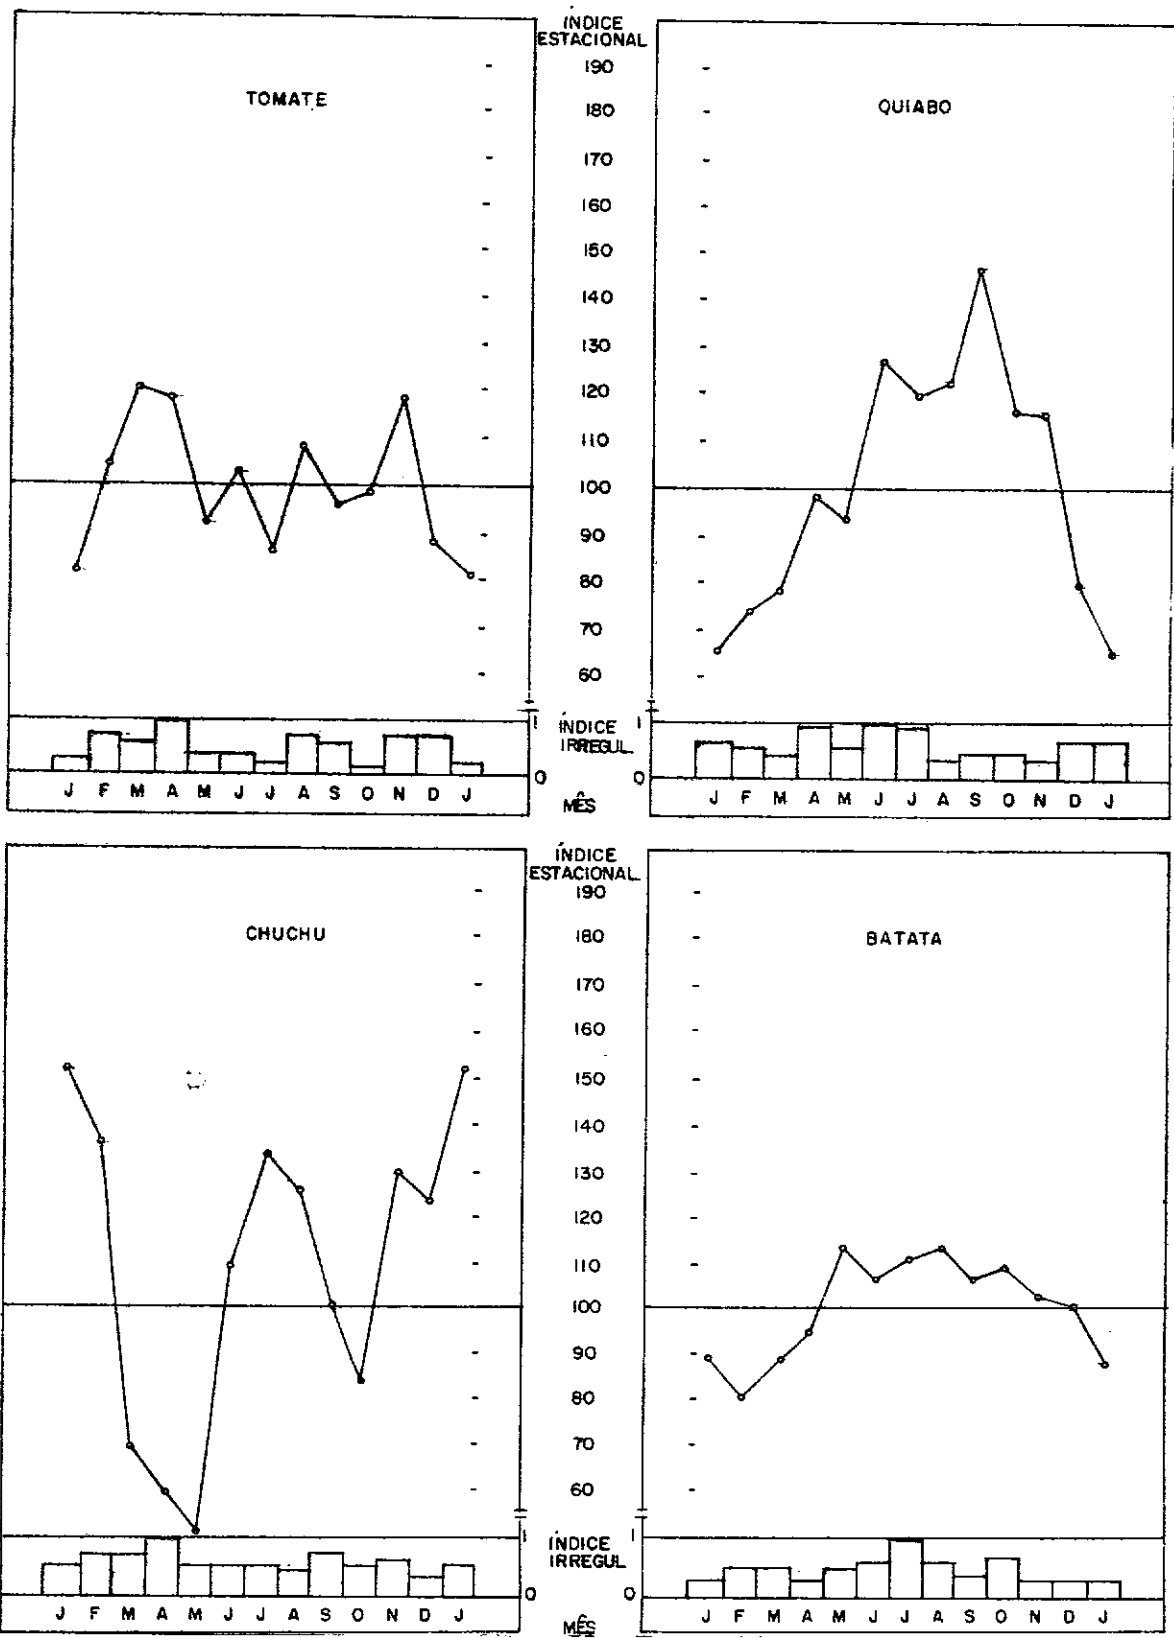 ÍNDICE
ESTACIONAL
TOMATE
QUIABO
190
180
170
160
150
140
130
120
110
100
90
80
70
60
1
ÍNDICE
IRREGUL
0
1
0
J F M A M J J A S O N D J
MÊS
J F M A M J J A S O N D J
ÍNDICE
ESTACIONAL
CHUCHU
BATATA
190
180
170
160
150
140
130
120
110
100
90
80
70
60
1
ÍNDICE
IRREGUL
0
1
0
J F M A M J J A S O N D J
MÊS
J F M A M J J A S O N D J